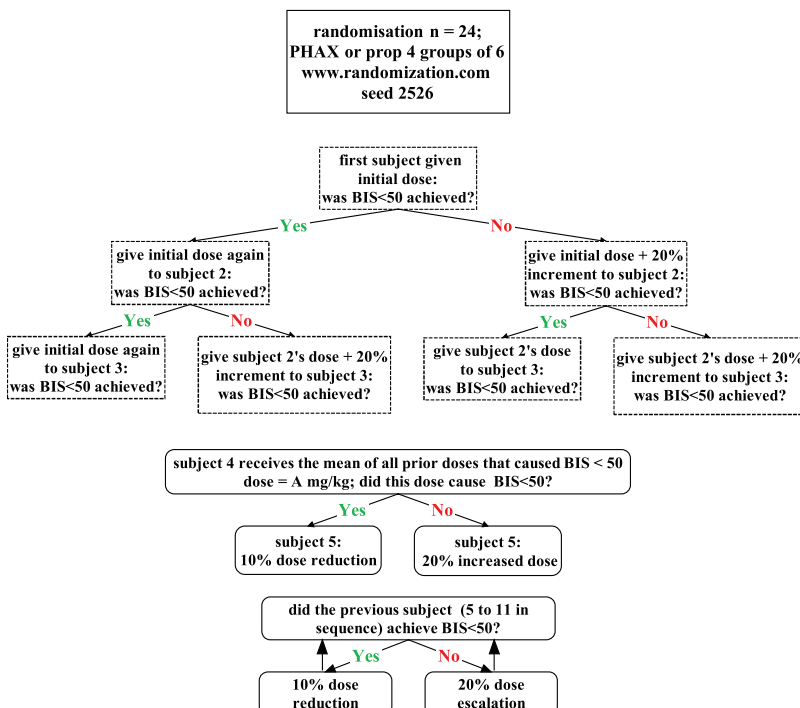 randomisation n = 24;
PHAX or prop 4 groups of 6
www.randomization.com
seed 2526
first subject given
initial dose:
was BIS<50 achieved?
Yes
No
give initial dose again
to subject 2:
was BIS<50 achieved?
give initial dose + 20%
increment to subject 2:
was BIS<50 achieved?
Yes
No
Yes
No
give initial dose again
to subject 3:
was BIS<50 achieved?
give subject 2's dose + 20%
increment to subject 3:
was BIS<50 achieved?
give subject 2's dose
to subject 3:
was BIS<50 achieved?
give subject 2's dose + 20%
increment to subject 3:
was BIS<50 achieved?
subject 4 receives the mean of all prior doses that caused BIS < 50
dose = A mg/kg; did this dose cause BIS<50?
Yes
No
subject 5:
10% dose reduction
subject 5:
20% increased dose
did the previous subject (5 to 11 in
sequence) achieve BIS<50?
Yes
No
10% dose
reduction
20% dose
escalation